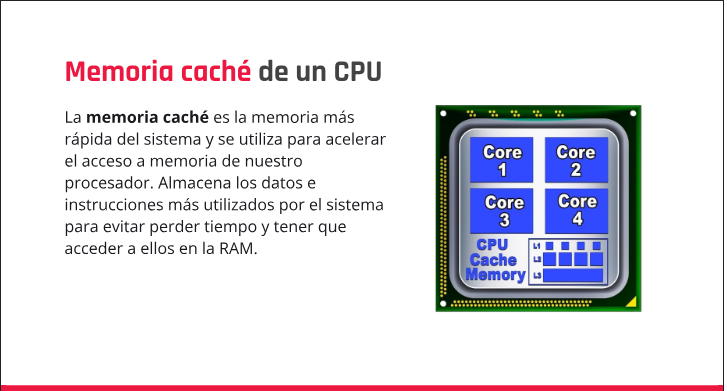 Memoria caché de un CPU
La memoria caché es la memoria más
rápida del sistema y se utiliza para acelerar
el acceso a memoria de nuestro
procesador. Almacena los datos e
instrucciones más utilizados por el sistema
para evitar perder tiempo y tener que
acceder a ellos en la RAM.
Core
1
Core
2
Core
3
Core
4
CPU
Cache
Memory
L1
L2
L3